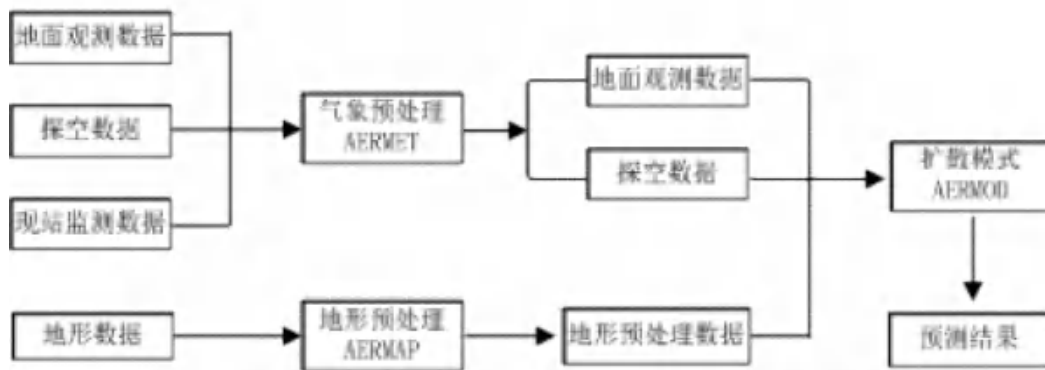 地面观测数据
探空数据
现站监测数据
地形数据
气象预处理
AERMET
地形预处理
AERMAP
地面观测数据
探空数据
地形预处理数据
扩散模式
AERMOD
预测结果